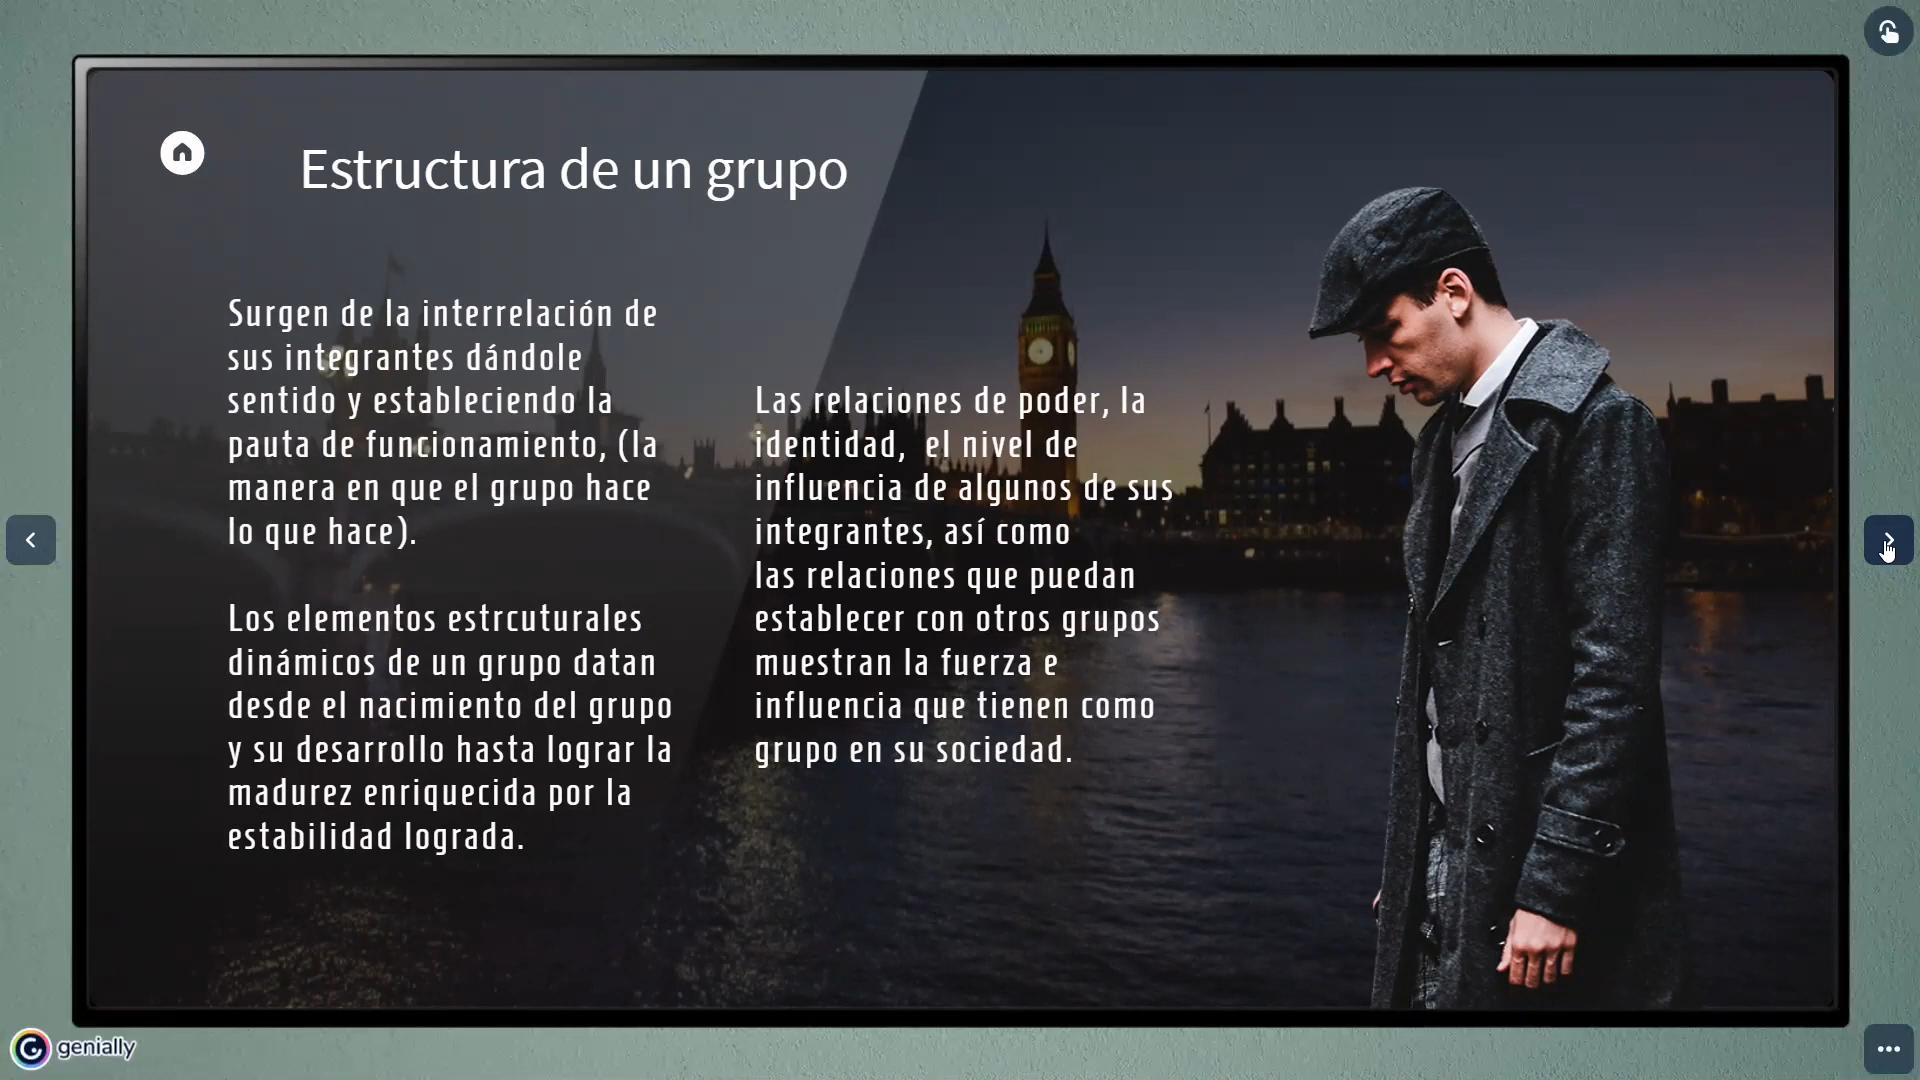 Estructura de un grupo
Surgen de la interrelación de
sus integrantes dándole
sentido y estableciendo la
pauta de funcionamiento, (la
manera en que el grupo hace
lo que hace).
Los elementos estrcuturales
dinámicos de un grupo datan
desde el nacimiento del grupo
y su desarrollo hasta lograr la
madurez enriquecida por la
estabilidad lograda.
Las relaciones de poder, la
identidad,  el nivel de
influencia de algunos de sus
integrantes, así como
las relaciones que puedan
establecer con otros grupos
muestran la fuerza e
influencia que tienen como
grupo en su sociedad.
genially